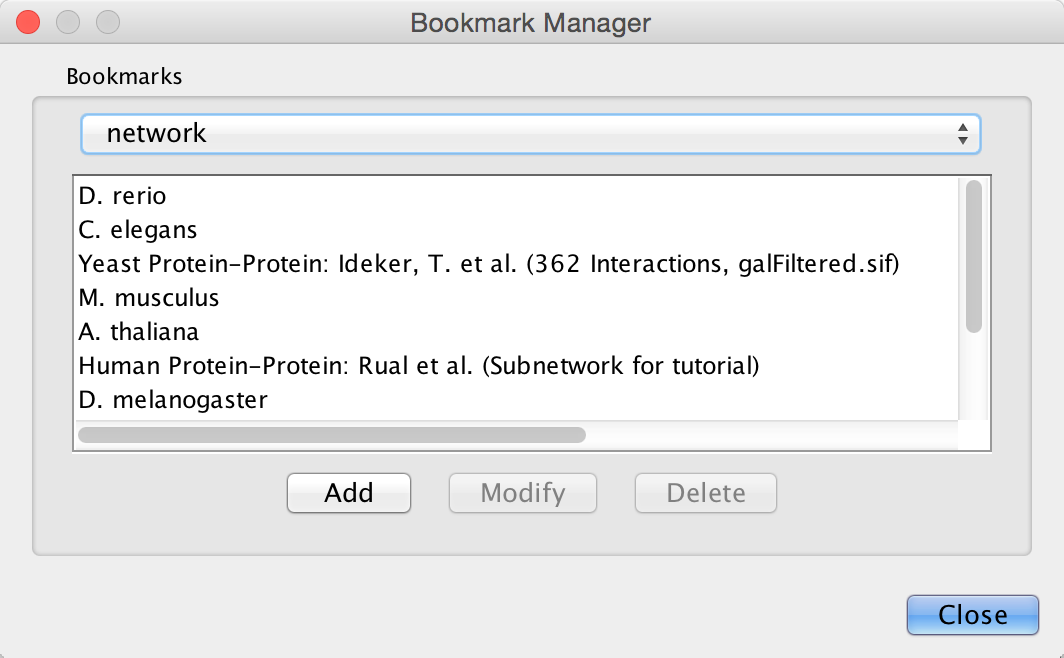 Bookmark Manager
Bookmarks
network
D. rerio
C. elegans
Yeast Protein-Protein: Ideker, T. et al. (362 Interactions, galFiltered.sif)
M. musculus
A. thaliana
Human Protein-Protein: Rual et al. (Subnetwork for tutorial)
D. melanogaster
Add Modify Delete
Close